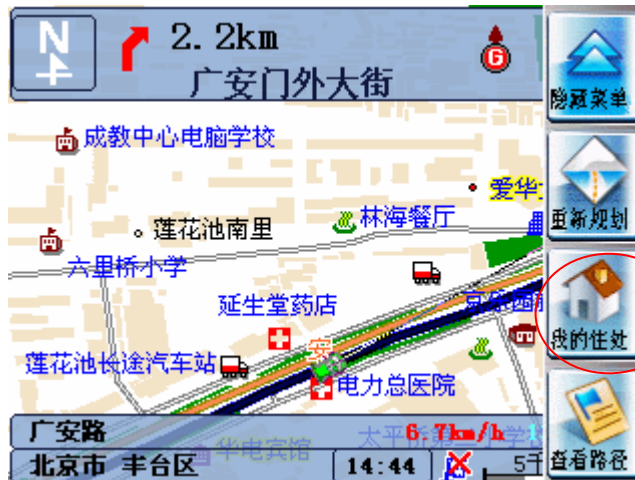 N
2.2km
广安门外大街
G
隐藏菜单
成教中心电脑学校
爱华
重新规划
莲花池南里
林海餐厅
六里桥小学
延生堂药店
我的住处
莲花池长途汽车站
电力总医院
广安路
6.7km/h
华电宾馆
北京市 丰台区
14:44
查看路径